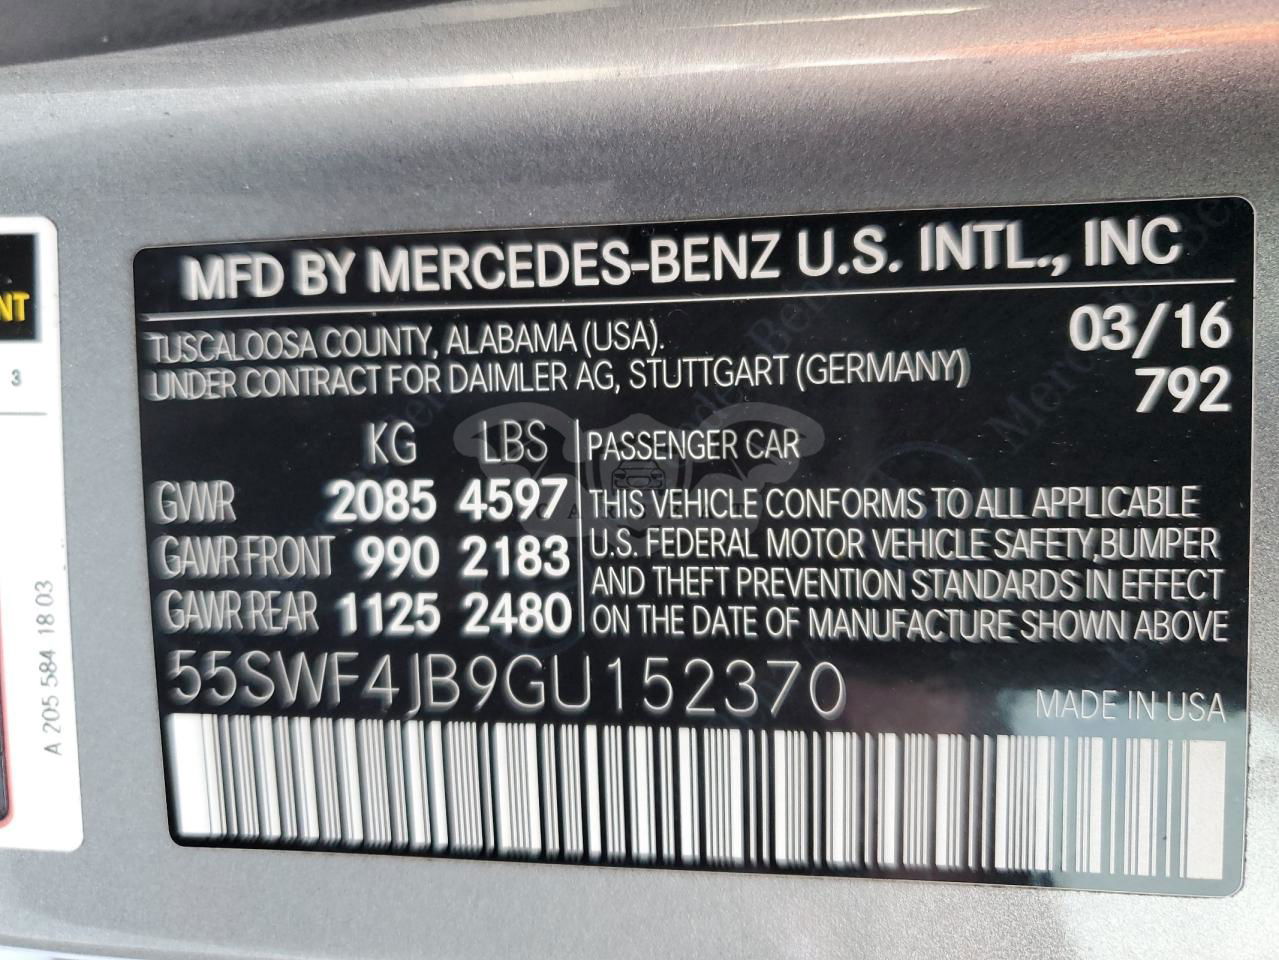 MFD BY MERCEDES-BENZ U.S. INTL., INC
TUSCALOOSA COUNTY, ALABAMA (USA).
UNDER CONTRACT FOR DAIMLER AG, STUTTGART (GERMANY)
03/16
792
KG LBS
GVWR 2085 4597
GAWR FRONT 990 2183
GAWR REAR 1125 2480
PASSENGER CAR
THIS VEHICLE CONFORMS TO ALL APPLICABLE
U.S. FEDERAL MOTOR VEHICLE SAFETY,BUMPER
AND THEFT PREVENTION STANDARDS IN EFFECT
ON THE DATE OF MANUFACTURE SHOWN ABOVE
55SWF4JB9GU152370
MADE IN USA
NT
3
A 205 584 18 03